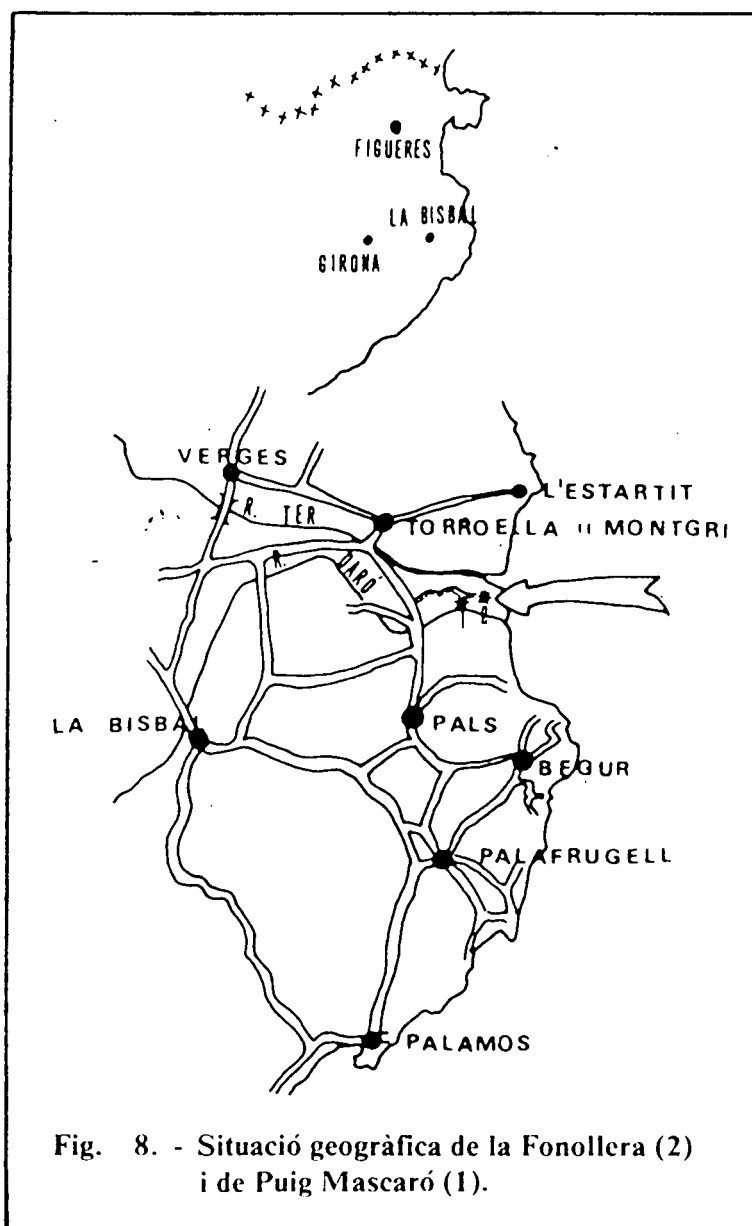 FIGUERES
LA BISBAL
GIRONA
VERGES
L'ESTARTIT
R. TER
TORROELLA II MONTGRI
R. DARÓ
1 2
LA BISBAL
PALS
BEGUR
PALAFRUGELL
PALAMOS
Fig. 8. - Situació geogràfica de la Fonollera (2)
i de Puig Mascaró (1).